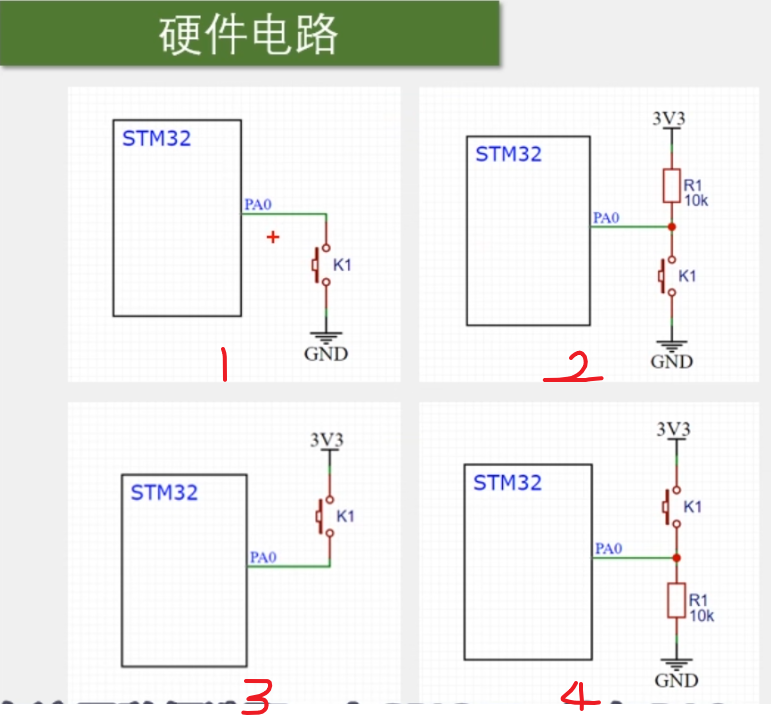 硬件电路
STM32
PA0
K1
GND
1
3V3
STM32
R1
10k
PA0
K1
GND
2
3V3
STM32
K1
PA0
3
3V3
STM32
K1
PA0
R1
10k
GND
4